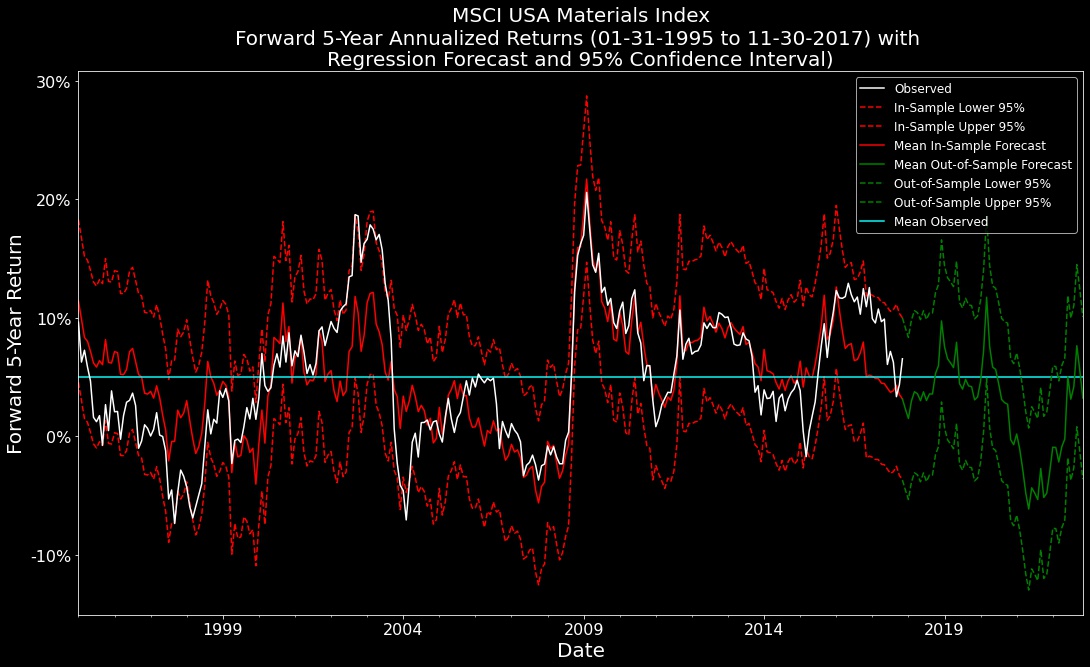 MSCI USA Materials Index
Forward 5-Year Annualized Returns (01-31-1995 to 11-30-2017) with
Regression Forecast and 95% Confidence Interval)
Forward 5-Year Return
30%
20%
10%
0%
-10%
Observed
In-Sample Lower 95%
In-Sample Upper 95%
Mean In-Sample Forecast
Mean Out-of-Sample Forecast
Out-of-Sample Lower 95%
Out-of-Sample Upper 95%
Mean Observed
1999 2004 2009 2014 2019
Date